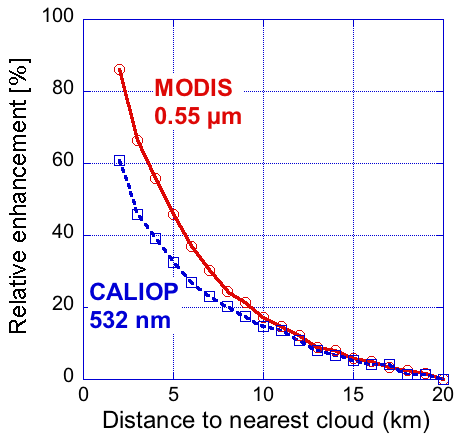 Relative enhancement [%]
100
80
60
40
20
0
MODIS
0.55 µm
CALIOP
532 nm
0
5
10
15
20
Distance to nearest cloud (km)